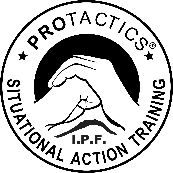 ★ PROTACTICS® ★
I.P.F.
SITUATIONAL ACTION TRAINING